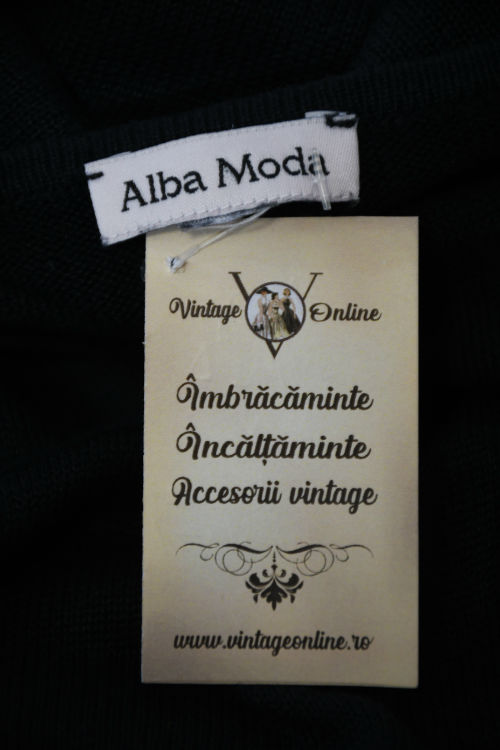 Alba Moda
Vintage V Online
Îmbrăcăminte
Încălțăminte
Accesorii vintage
www.vintageonline.ro